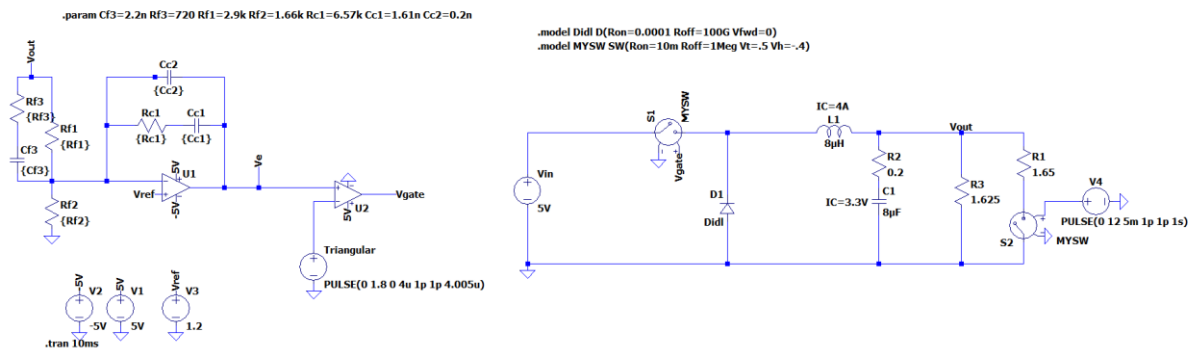 .param Cf3=2.2n Rf3=720 Rf1=2.9k Rf2=1.66k Rc1=6.57k Cc1=1.61n Cc2=0.2n
.model Didl D(Ron=0.0001 Roff=100G Vfwd=0)
.model MYSW SW(Ron=10m Roff=1Meg Vt=.5 Vh=-.4)
Vout
Rf3
{Rf3}
Rf1
{Rf1}
Cf3
{Cf3}
Rf2
{Rf2}
Cc2
{Cc2}
Rc1
{Rc1}
Cc1
{Cc1}
-5V
U1
Vref
-5V
Ve
U2
5V
Vgate
Triangular
PULSE(0 1.8 0 4u 1p 1p 4.005u)
-5V
V2
-5V
5V
V1
5V
Vref
V3
1.2
.tran 10ms
S1
MYSW
Vgate
Vin
5V
D1
Didl
IC=4A
L1
8µH
Vout
R2
0.2
C1
IC=3.3V
8µF
R3
1.625
R1
1.65
V4
PULSE(0 12 5m 1p 1p 1s)
S2
MYSW